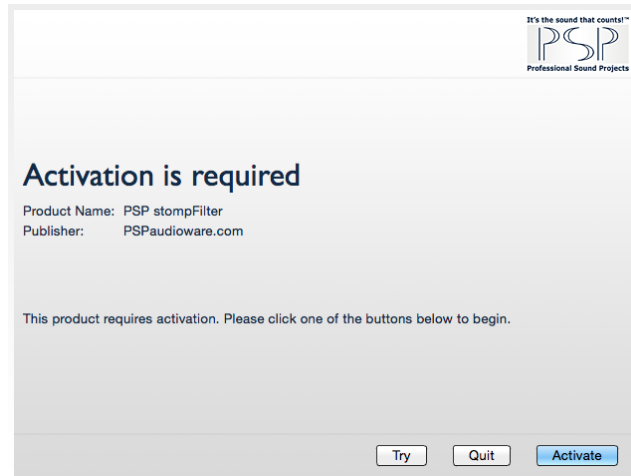 It's the sound that counts!™
PSP
Professional Sound Projects
Activation is required
Product Name: PSP stompFilter
Publisher: PSPaudioware.com
This product requires activation. Please click one of the buttons below to begin.
Try Quit Activate